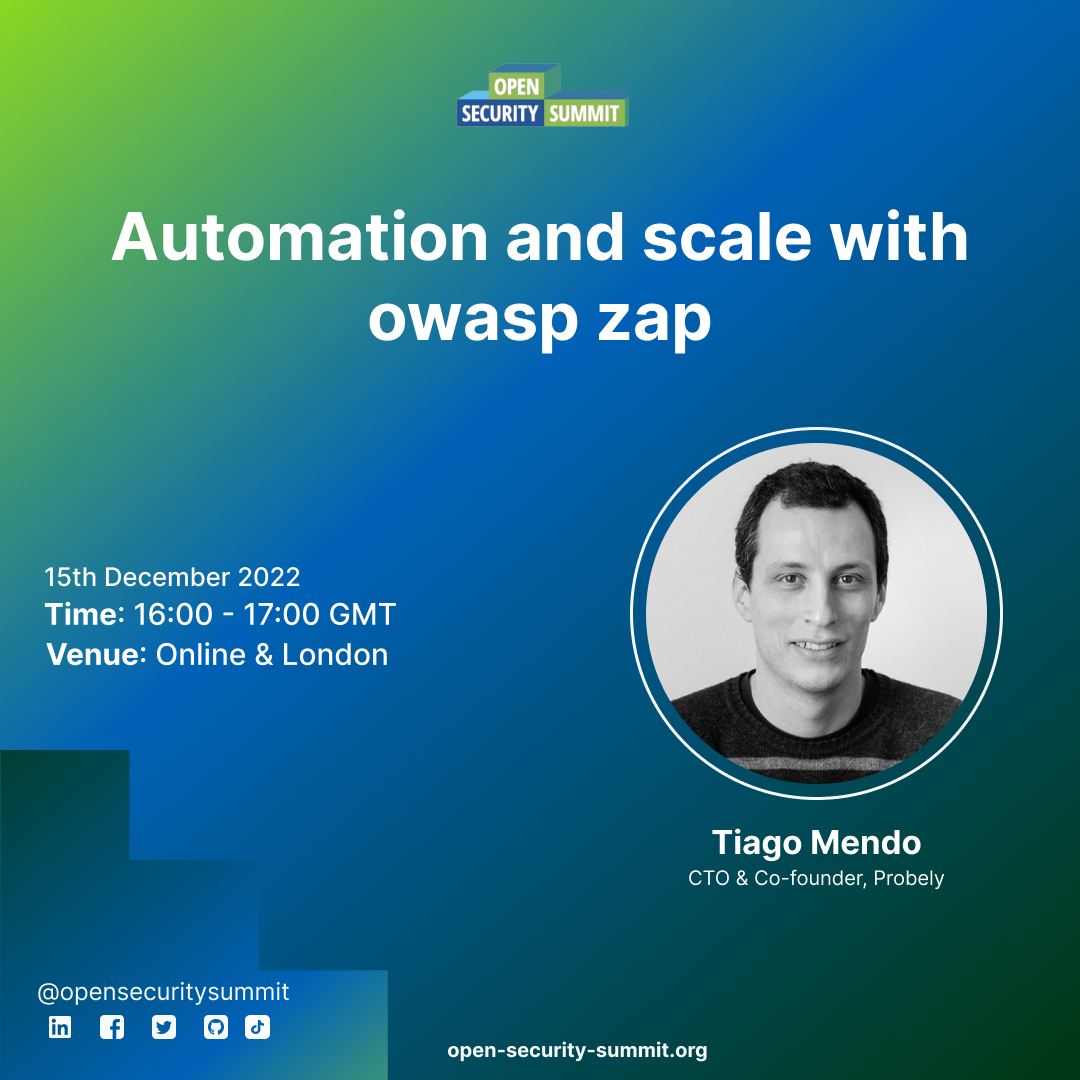 OPEN
SECURITY SUMMIT
Automation and scale with
owasp zap
15th December 2022
Time: 16:00 - 17:00 GMT
Venue: Online & London
Tiago Mendo
CTO & Co-founder, Probely
@opensecuritysummit
open-security-summit.org